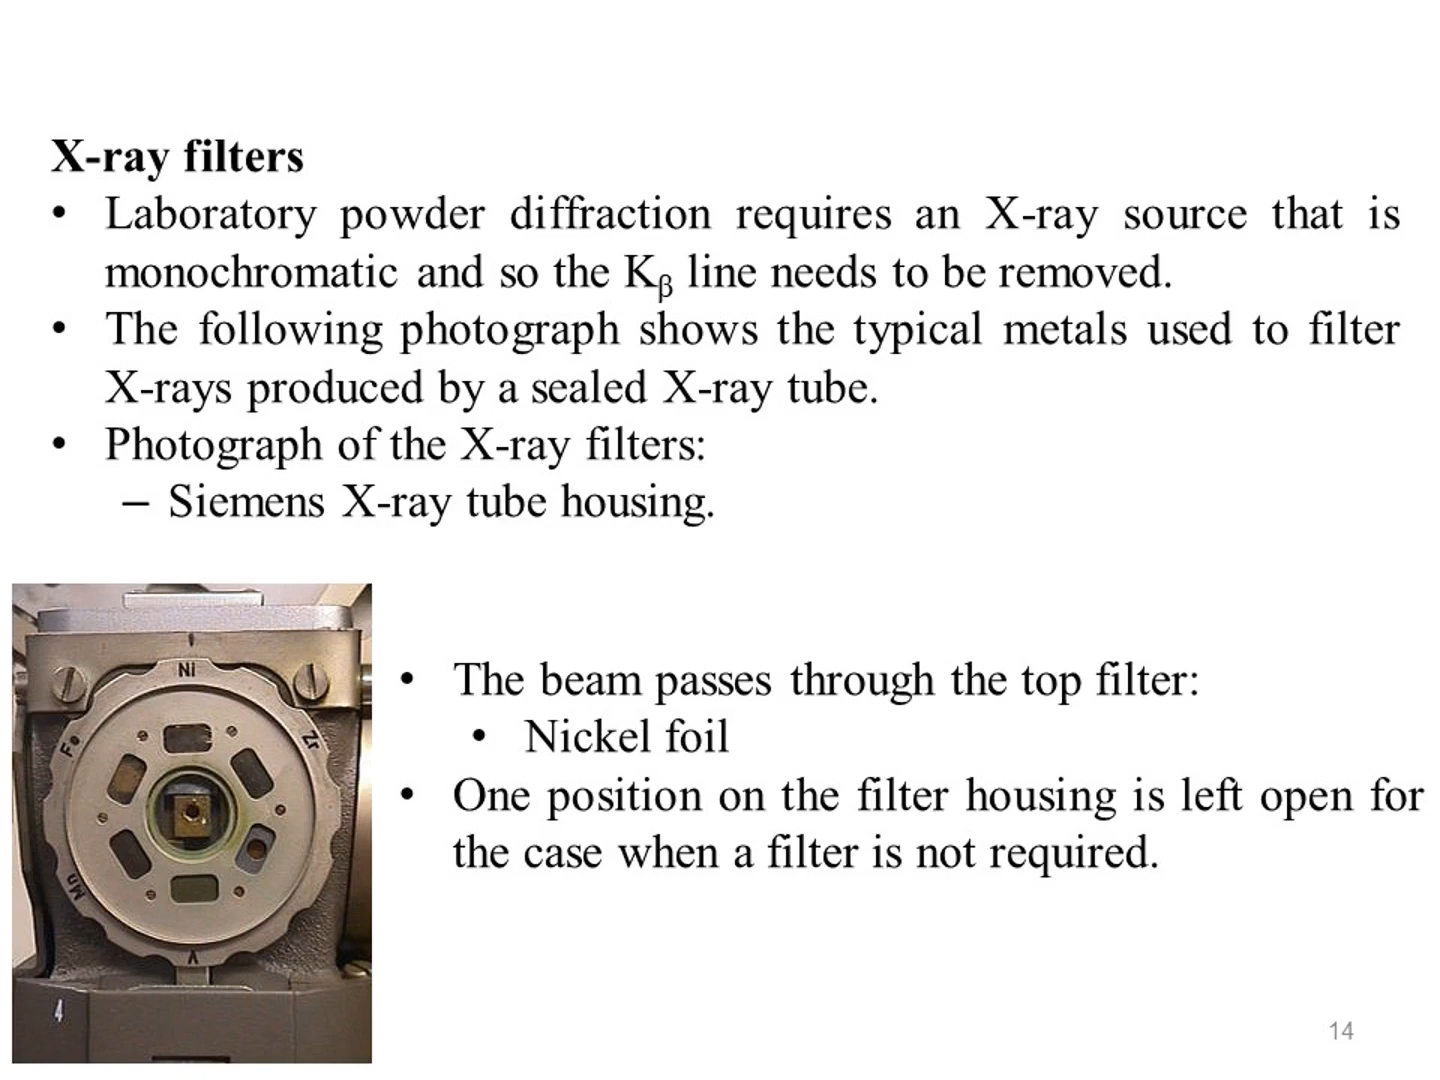 X-ray filters
• Laboratory powder diffraction requires an X-ray source that is
monochromatic and so the Kβ line needs to be removed.
• The following photograph shows the typical metals used to filter
X-rays produced by a sealed X-ray tube.
• Photograph of the X-ray filters:
– Siemens X-ray tube housing.
Ni
Fe
Zr
Mn
V
4
• The beam passes through the top filter:
• Nickel foil
• One position on the filter housing is left open for
the case when a filter is not required.
14